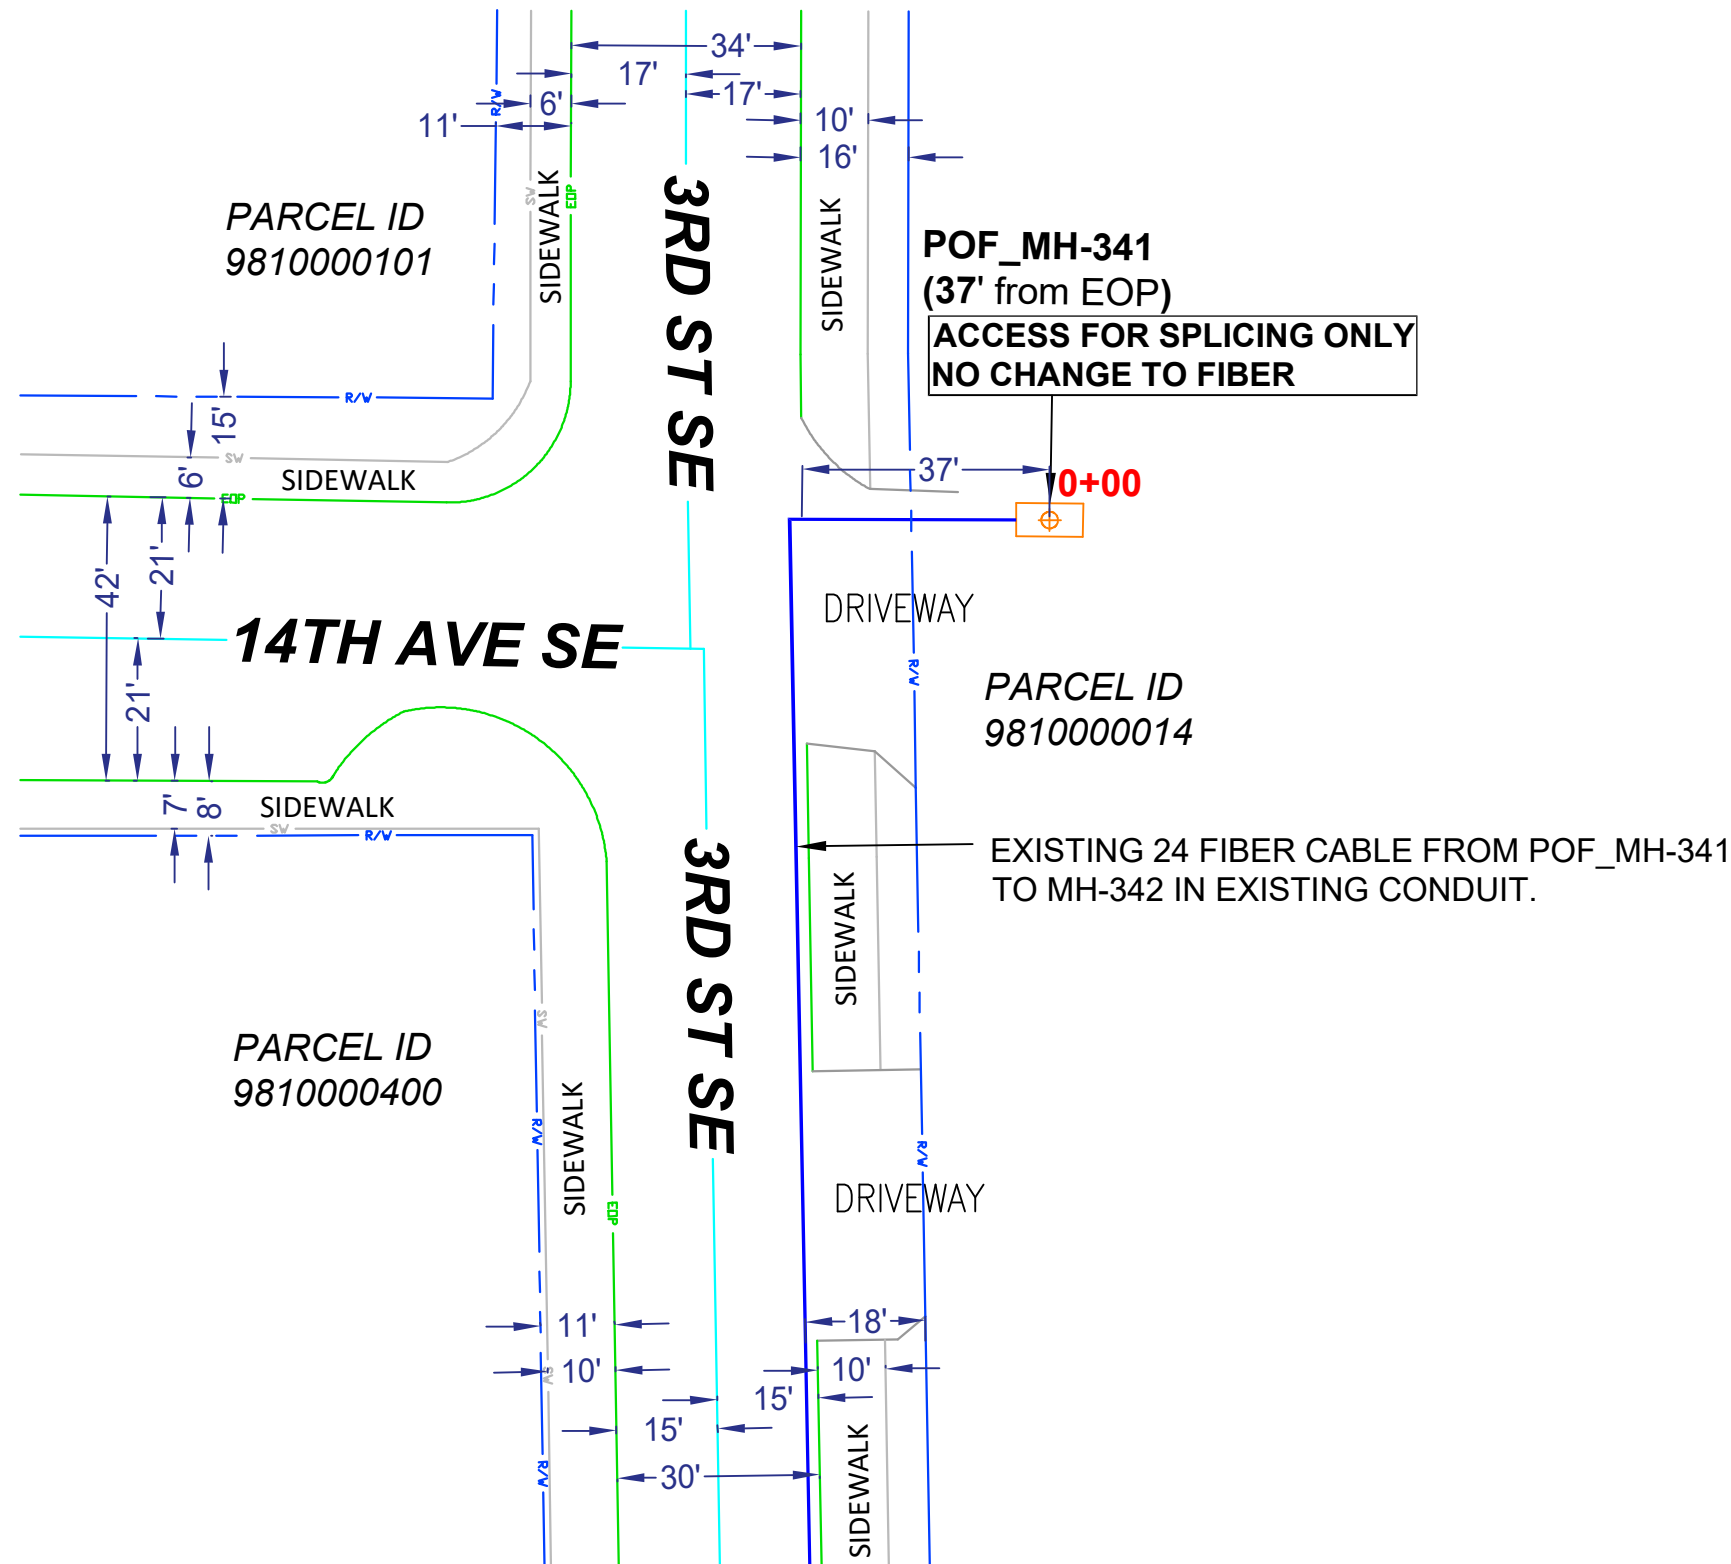 34'
17'
17'
6'
11'
10'
16'
R/W
SW
EOP
SIDEWALK
SIDEWALK
3RD ST SE
PARCEL ID
9810000101
POF_MH-341
(37' from EOP)
ACCESS FOR SPLICING ONLY
NO CHANGE TO FIBER
R/W
15'
SW
6'
SIDEWALK
EOP
37'
0+00
42'
21'
21'
14TH AVE SE
DRIVEWAY
R/W
PARCEL ID
9810000014
7'
8'
SIDEWALK
SW
R/W
3RD ST SE
EXISTING 24 FIBER CABLE FROM POF_MH-341
TO MH-342 IN EXISTING CONDUIT.
SIDEWALK
SW
PARCEL ID
9810000400
R/W
SIDEWALK
EOP
R/W
DRIVEWAY
11'
18'
10'
SW
10'
15'
15'
30'
R/W
SIDEWALK